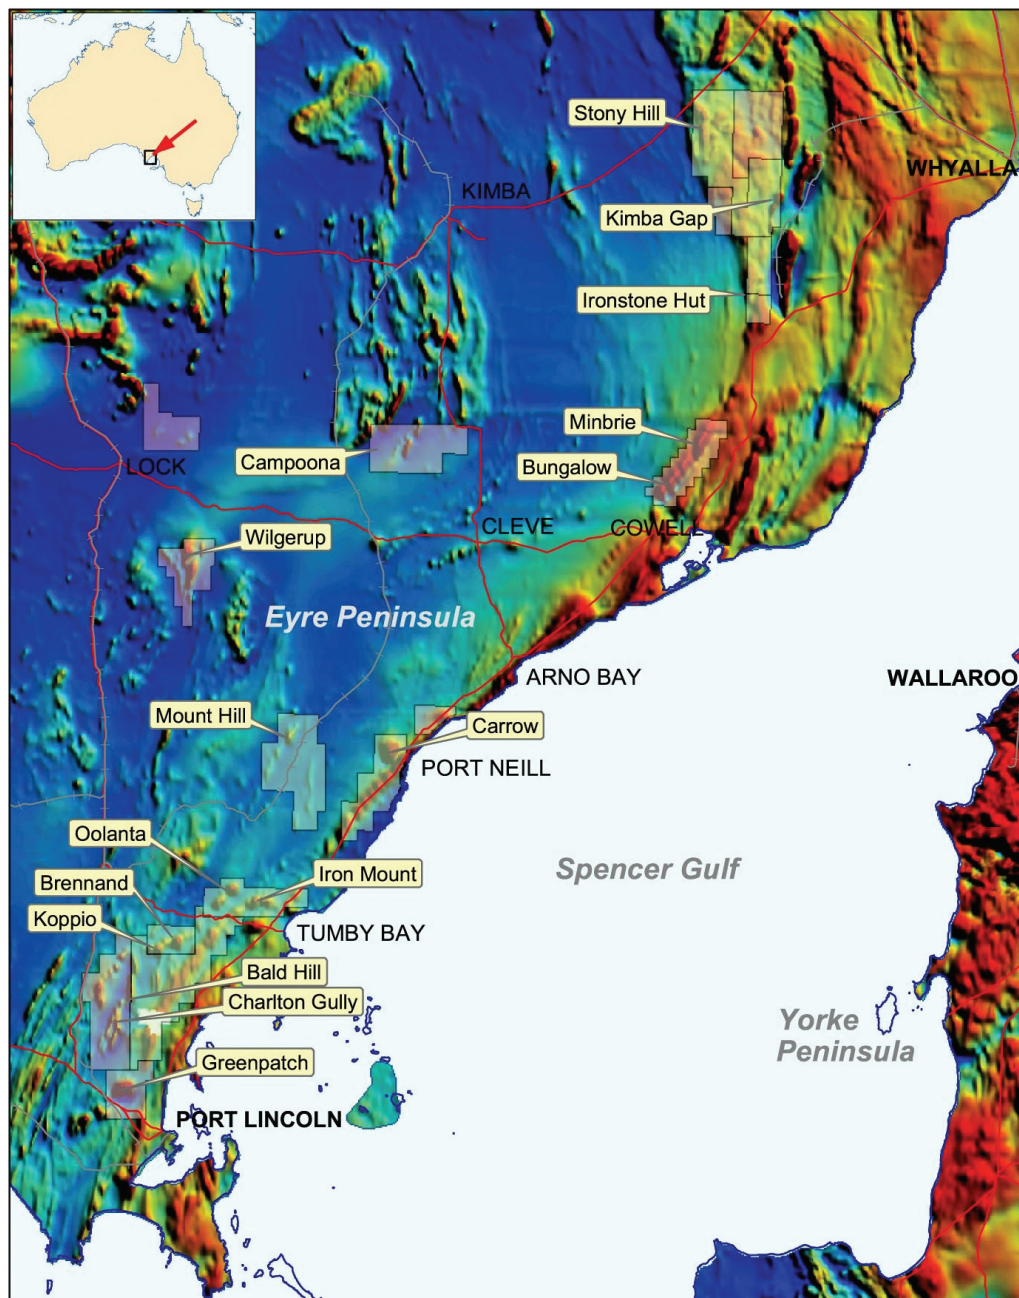 Stony Hill
WHYALLA
KIMBA
Kimba Gap
Ironstone Hut
Minbrie
LOCK
Campoona
Bungalow
CLEVE
COWELL
Wilgerup
Eyre Peninsula
ARNO BAY
WALLAROO
Mount Hill
Carrow
PORT NEILL
Oolanta
Spencer Gulf
Iron Mount
Brennand
Koppio
TUMBY BAY
Bald Hill
Charlton Gully
Yorke
Peninsula
Greenpatch
PORT LINCOLN